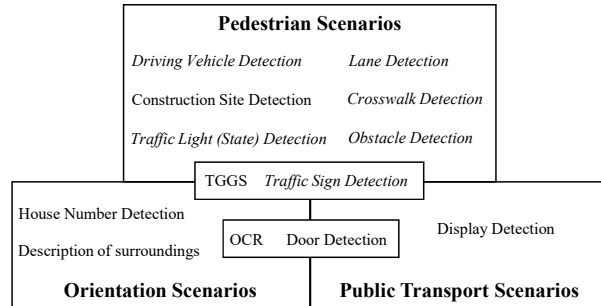 Pedestrian Scenarios
Driving Vehicle Detection Lane Detection
Construction Site Detection Crosswalk Detection
Traffic Light (State) Detection Obstacle Detection
TGGS Traffic Sign Detection
House Number Detection
Display Detection
OCR Door Detection
Description of surroundings
Orientation Scenarios Public Transport Scenarios